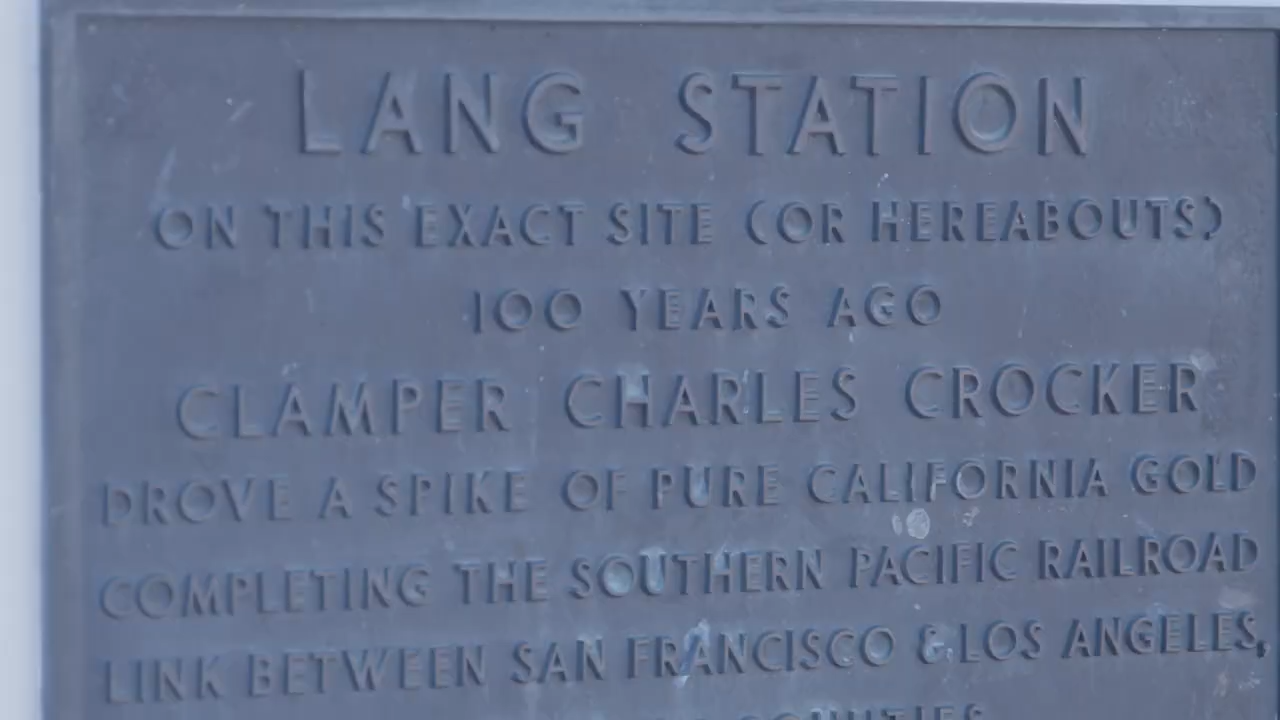 LANG STATION
ON THIS EXACT SITE (OR HEREABOUTS)
100 YEARS AGO
CLAMPER CHARLES CROCKER
DROVE A SPIKE OF PURE CALIFORNIA GOLD
COMPLETING THE SOUTHERN PACIFIC RAILROAD
LINK BETWEEN SAN FRANCISCO & LOS ANGELES,